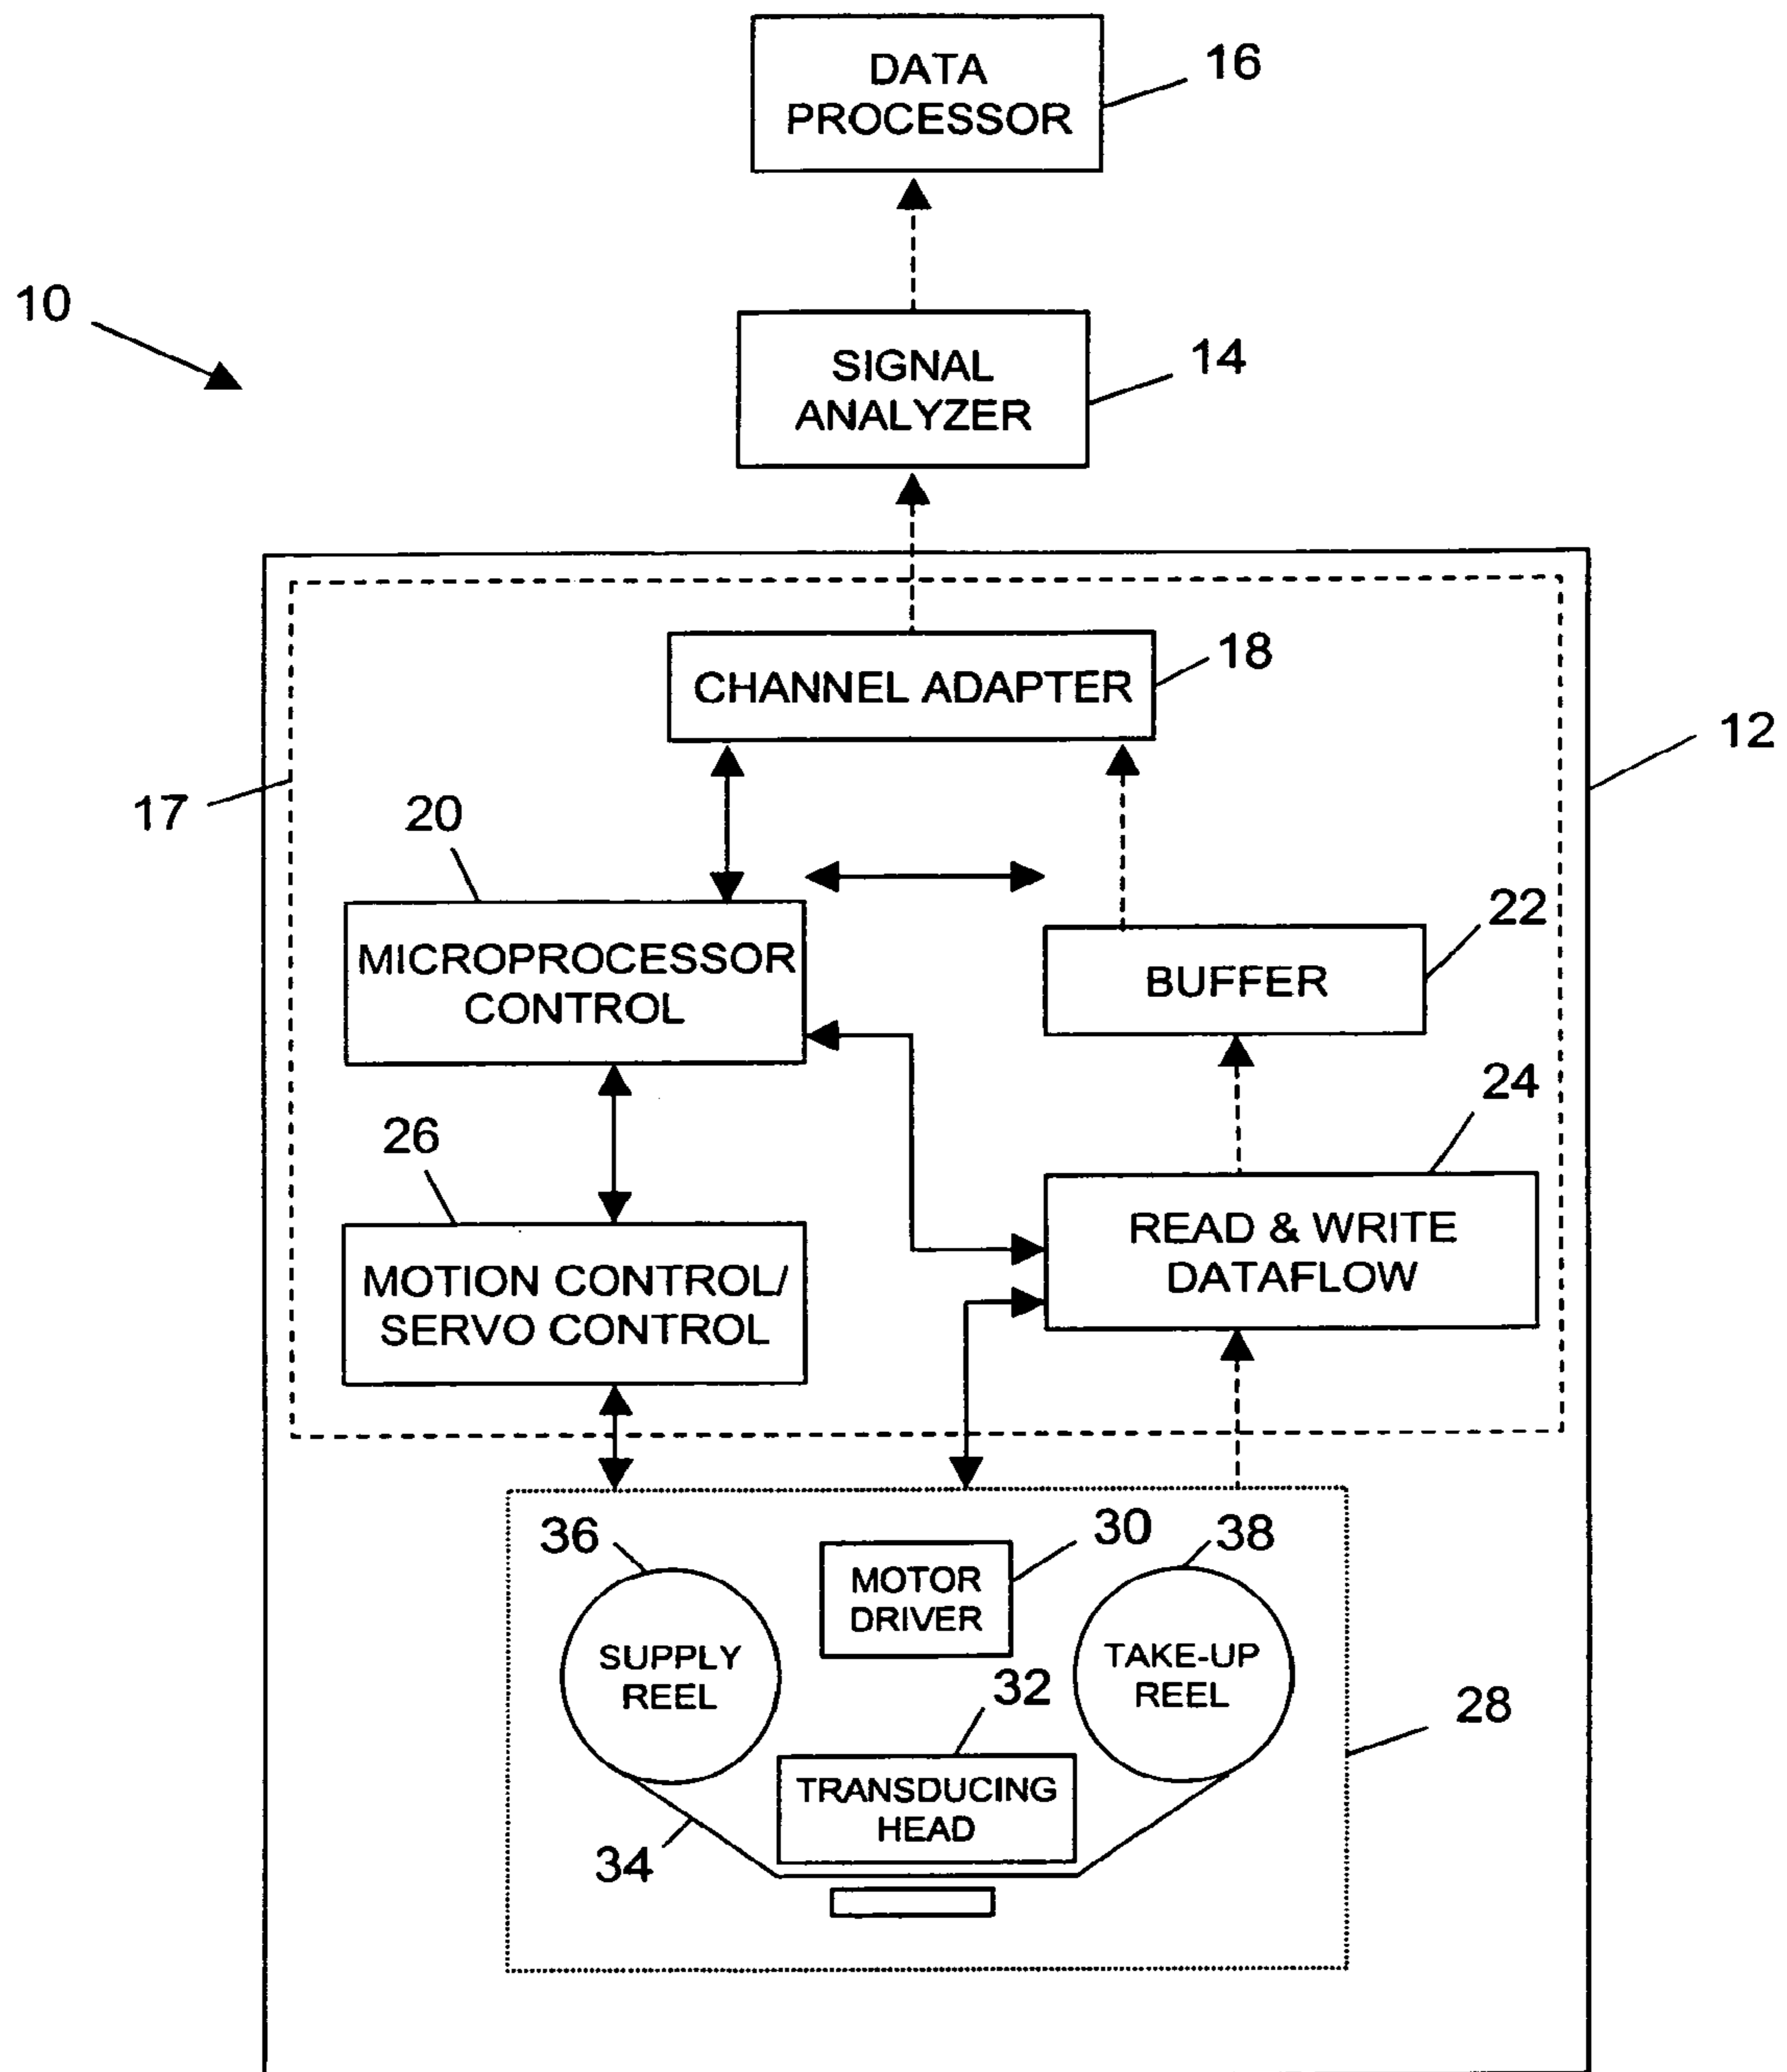 DATA
PROCESSOR
16
10
SIGNAL
ANALYZER
14
CHANNEL ADAPTER
18
12
17
20
MICROPROCESSOR
CONTROL
22
BUFFER
24
26
READ & WRITE
DATAFLOW
MOTION CONTROL/
SERVO CONTROL
36
30
38
MOTOR
DRIVER
SUPPLY
REEL
TAKE-UP
REEL
32
28
TRANSDUCING
HEAD
34